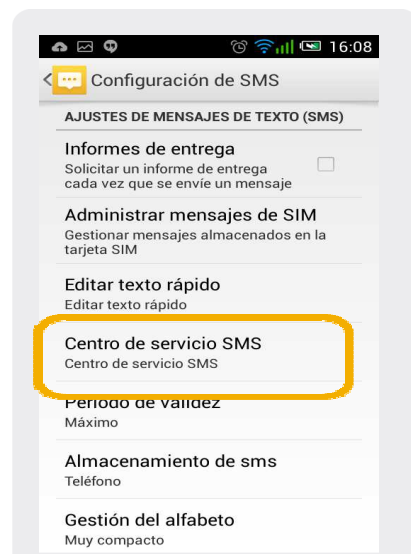 16:08
Configuración de SMS
AJUSTES DE MENSAJES DE TEXTO (SMS)
Informes de entrega
Solicitar un informe de entrega
cada vez que se envíe un mensaje
Administrar mensajes de SIM
Gestionar mensajes almacenados en la
tarjeta SIM
Editar texto rápido
Editar texto rápido
Centro de servicio SMS
Centro de servicio SMS
Período de validez
Máximo
Almacenamiento de sms
Teléfono
Gestión del alfabeto
Muy compacto